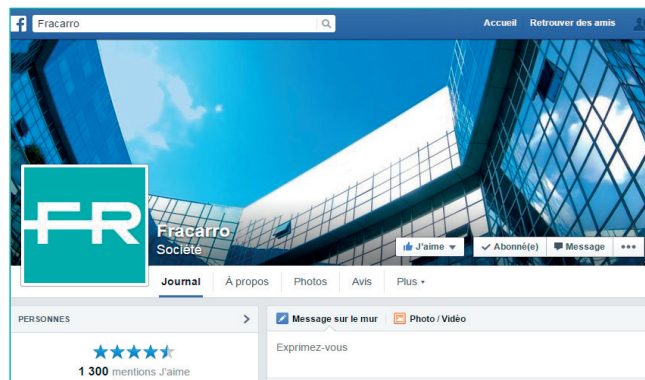 f Fracarro Accueil Retrouver des amis
FR
Fracarro
Société
J'aime Abonné(e) Message
Journal À propos Photos Avis Plus
PERSONNES
Message sur le mur Photo / Vidéo
Exprimez-vous
1 300 mentions J'aime